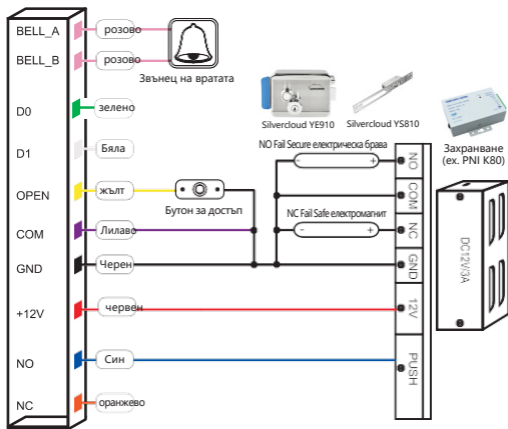 BELL_A
розово
BELL_B
розово
Звънец на вратата
D0
зелено
D1
Бяла
OPEN
жълт
Бутон за достъп
COM
Лилаво
GND
Черен
+12V
червен
NO
Син
NC
оранжево
Silvercloud YE910
Silvercloud YS810
Захранване
(ex. PNI K80)
NO Fail Secure електрическа брава
- +
NC Fail Safe електромагнит
- +
NO
COM
NC
GND
12V
PUSH
DC12V/3A